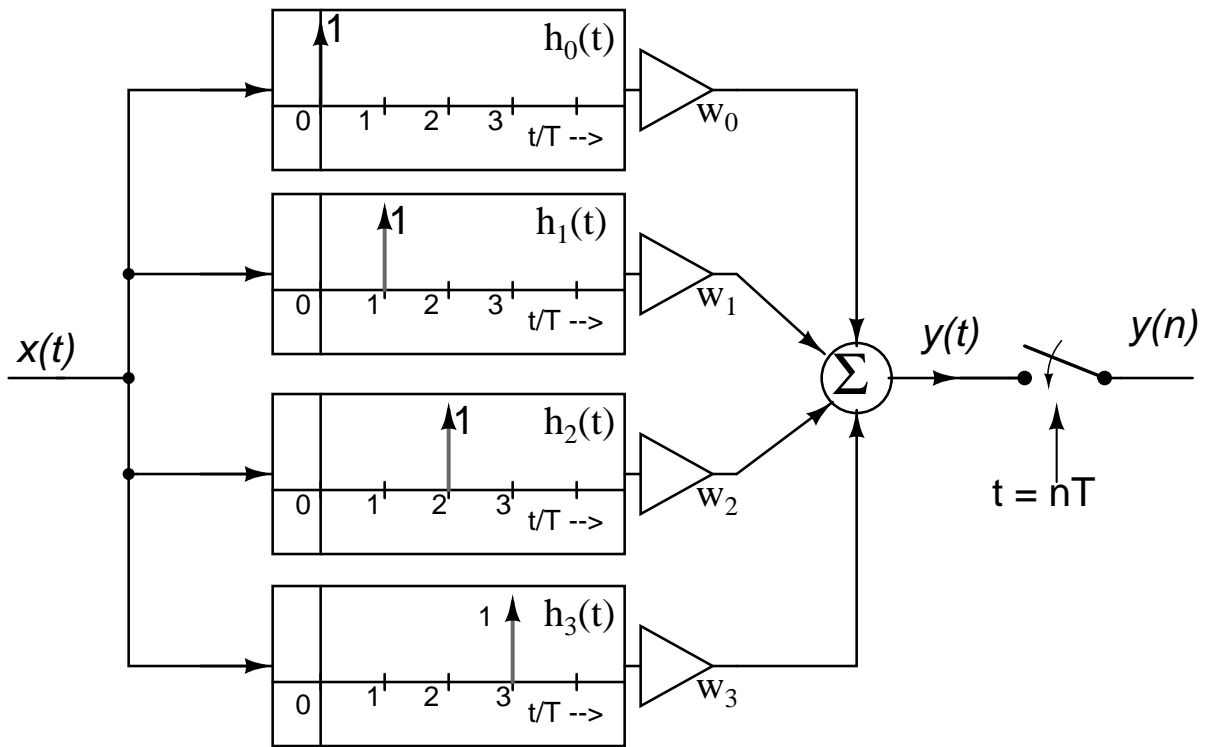 1 h0(t)
0 1 2 3 t/T -->
w0
1 h1(t)
0 1 2 3 t/T -->
w1
x(t)
Σ
y(t)
y(n)
t = nT
1 h2(t)
0 1 2 3 t/T -->
w2
1 h3(t)
0 1 2 3 t/T -->
w3